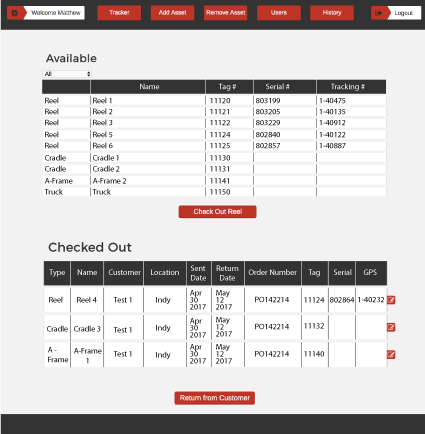 Welcome Matthew Tracker Add Asset Remove Asset Users History Logout
Available
All
Name Tag # Serial # Tracking #
Reel Reel 1 11120 803199 1-40475
Reel Reel 2 11121 803205 1-40135
Reel Reel 3 11122 803229 1-40912
Reel Reel 5 11124 802840 1-40122
Reel Reel 6 11125 802857 1-40887
Cradle Cradle 1 11130
Cradle Cradle 2 11131
A-Frame A-Frame 2 11141
Truck Truck 11150
Check Out Reel
Checked Out
Type Name Customer Location Sent Date Return Date Order Number Tag Serial GPS
Reel Reel 4 Test 1 Indy Apr 30 2017 May 12 2017 PO142214 11124 802864 1-40232
Cradle Cradle 3 Test 1 Indy Apr 30 2017 May 12 2017 PO142214 11132
A - Frame A-Frame 1 Test 1 Indy Apr 30 2017 May 12 2017 PO142214 11140
Return from Customer